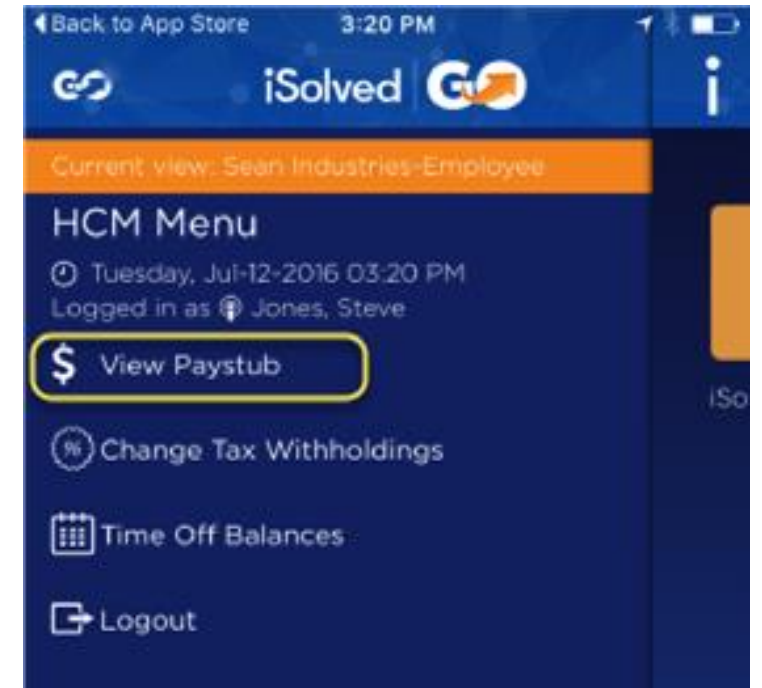 Back to App Store 3:20 PM
GO iSolved GO i
Current view: Sean Industries-Employee
HCM Menu
Tuesday, Jul-12-2016 03:20 PM
Logged in as Jones, Steve
$ View Paystub
iSo
% Change Tax Withholdings
Time Off Balances
Logout